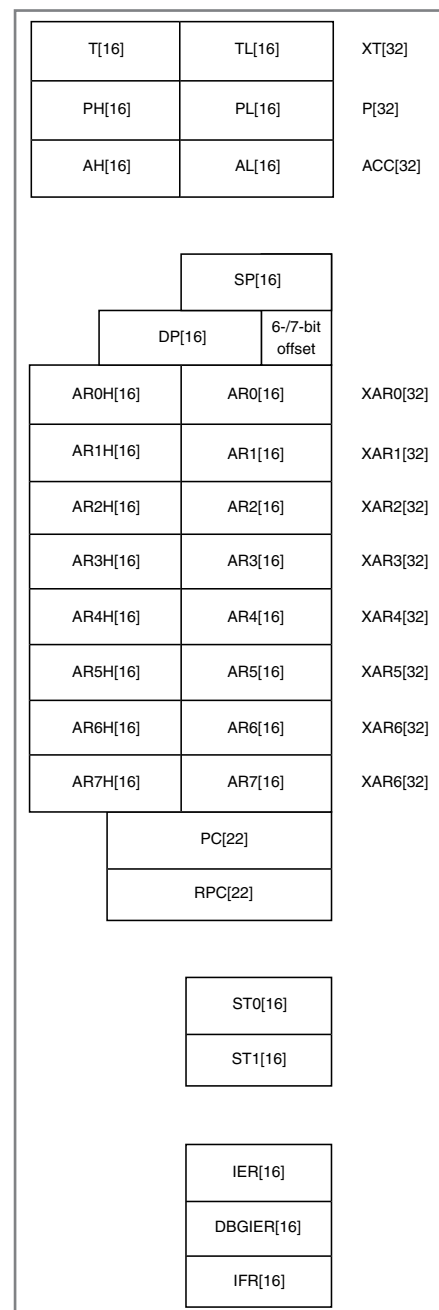 T[16] TL[16] XT[32]
PH[16] PL[16] P[32]
AH[16] AL[16] ACC[32]
SP[16]
DP[16] 6-/7-bit
offset
AR0H[16] AR0[16] XAR0[32]
AR1H[16] AR1[16] XAR1[32]
AR2H[16] AR2[16] XAR2[32]
AR3H[16] AR3[16] XAR3[32]
AR4H[16] AR4[16] XAR4[32]
AR5H[16] AR5[16] XAR5[32]
AR6H[16] AR6[16] XAR6[32]
AR7H[16] AR7[16] XAR6[32]
PC[22]
RPC[22]
ST0[16]
ST1[16]
IER[16]
DBGIER[16]
IFR[16]